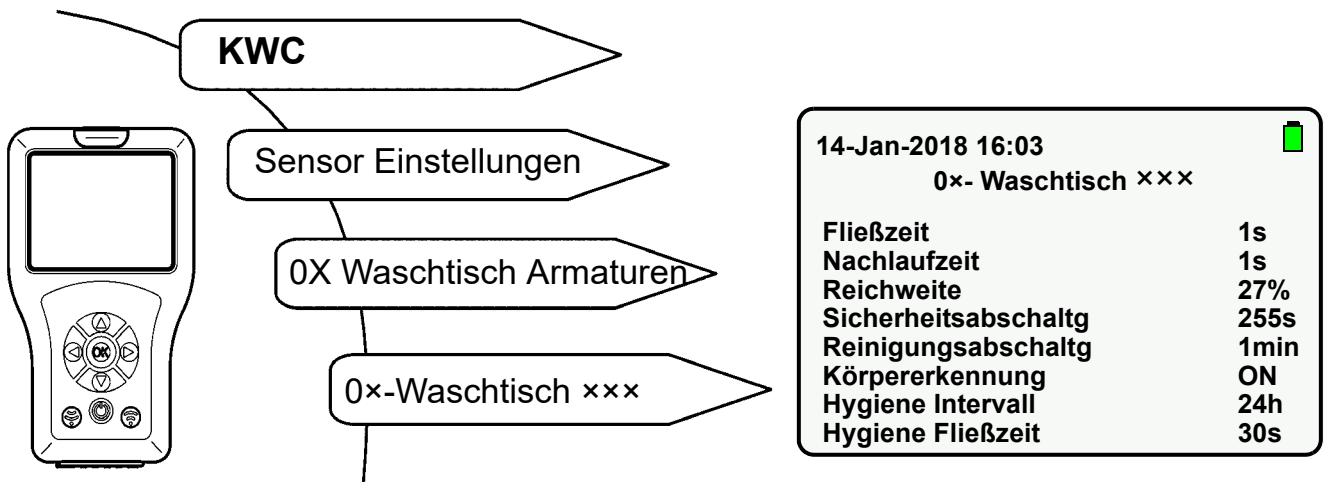 KWC
Sensor Einstellungen
0X Waschtisch Armaturen
0×-Waschtisch ×××
OK
14-Jan-2018 16:03
0×- Waschtisch ×××
Fließzeit 1s
Nachlaufzeit 1s
Reichweite 27%
Sicherheitsabschaltg 255s
Reinigungsabschaltg 1min
Körpererkennung ON
Hygiene Intervall 24h
Hygiene Fließzeit 30s